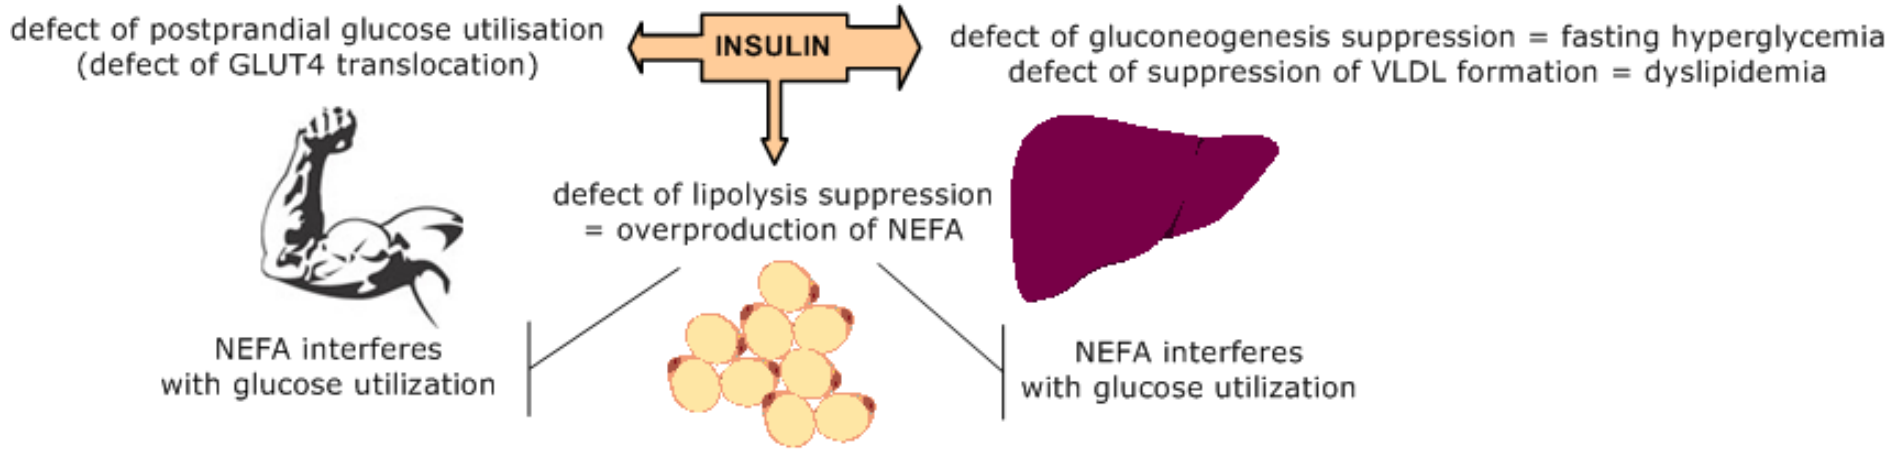 defect of postprandial glucose utilisation
(defect of GLUT4 translocation)
INSULIN
defect of gluconeogenesis suppression = fasting hyperglycemia
defect of suppression of VLDL formation = dyslipidemia
defect of lipolysis suppression
= overproduction of NEFA
NEFA interferes
with glucose utilization
NEFA interferes
with glucose utilization